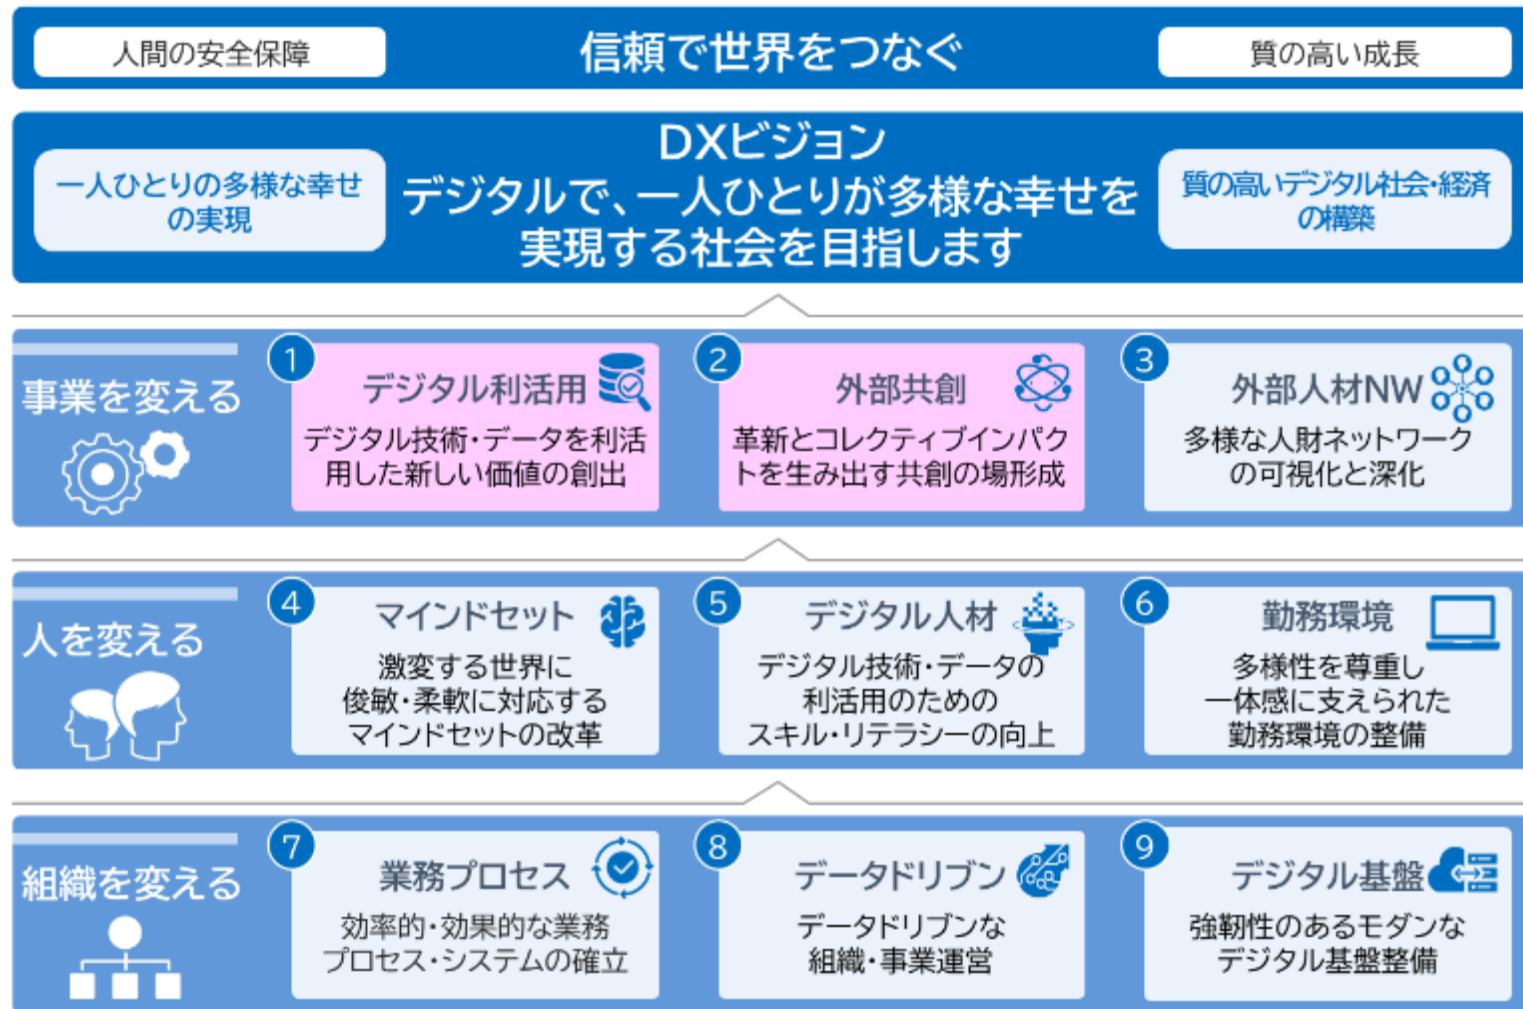 人間の安全保障
信頼で世界をつなぐ
質の高い成長
DXビジョン
デジタルで、一人ひとりが多様な幸せを
実現する社会を目指します
一人ひとりの多様な幸せ
の実現
質の高いデジタル社会・経済
の構築
事業を変える
1
デジタル利活用
デジタル技術・データを利活
用した新しい価値の創出
2
外部共創
革新とコレクティブインパク
トを生み出す共創の場形成
3
外部人材NW
多様な人財ネットワーク
の可視化と深化
人を変える
4
マインドセット
激変する世界に
俊敏・柔軟に対応する
マインドセットの改革
5
デジタル人材
デジタル技術・データの
利活用のための
スキル・リテラシーの向上
6
勤務環境
多様性を尊重し
一体感に支えられた
勤務環境の整備
組織を変える
7
業務プロセス
効率的・効果的な業務
プロセス・システムの確立
8
データドリブン
データドリブンな
組織・事業運営
9
デジタル基盤
強靭性のあるモダンな
デジタル基盤整備